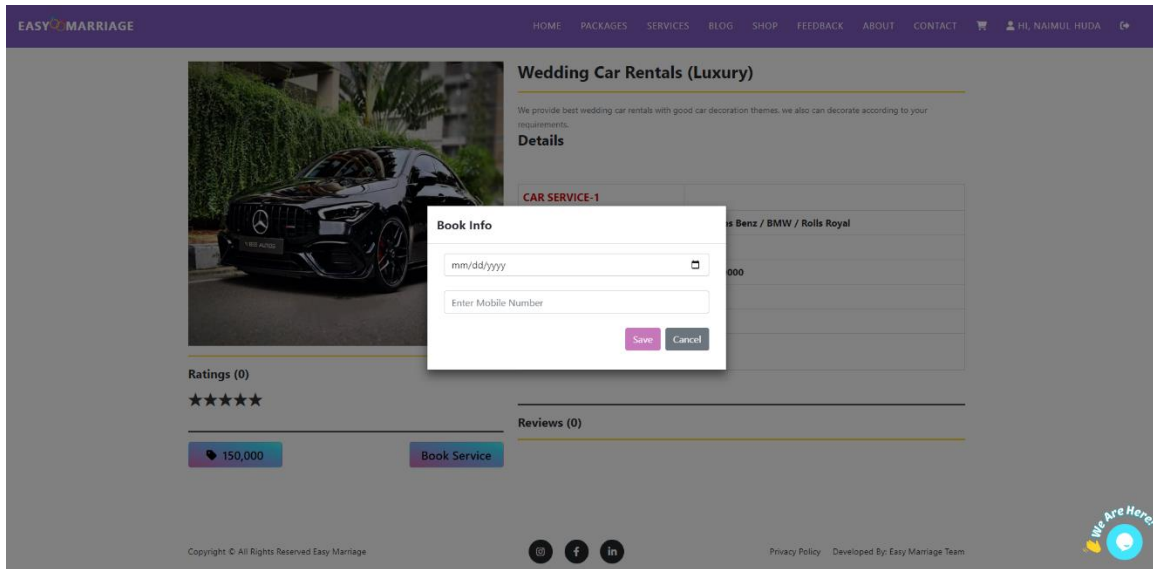 EASY MARRIAGE
HOME PACKAGES SERVICES BLOG SHOP FEEDBACK ABOUT CONTACT HI, NAIMUL HUDA
Wedding Car Rentals (Luxury)
We provide best wedding car rentals with good car decoration themes. we also can decorate according to your
requirements.
Details
CAR SERVICE-1
Benz / BMW / Rolls Royal
Book Info
mm/dd/yyyy
Enter Mobile Number
Save Cancel
Ratings (0)
Reviews (0)
150,000
Book Service
We Are Here!
Copyright © All Rights Reserved Easy Marriage
Privacy Policy Developed By: Easy Marriage Team